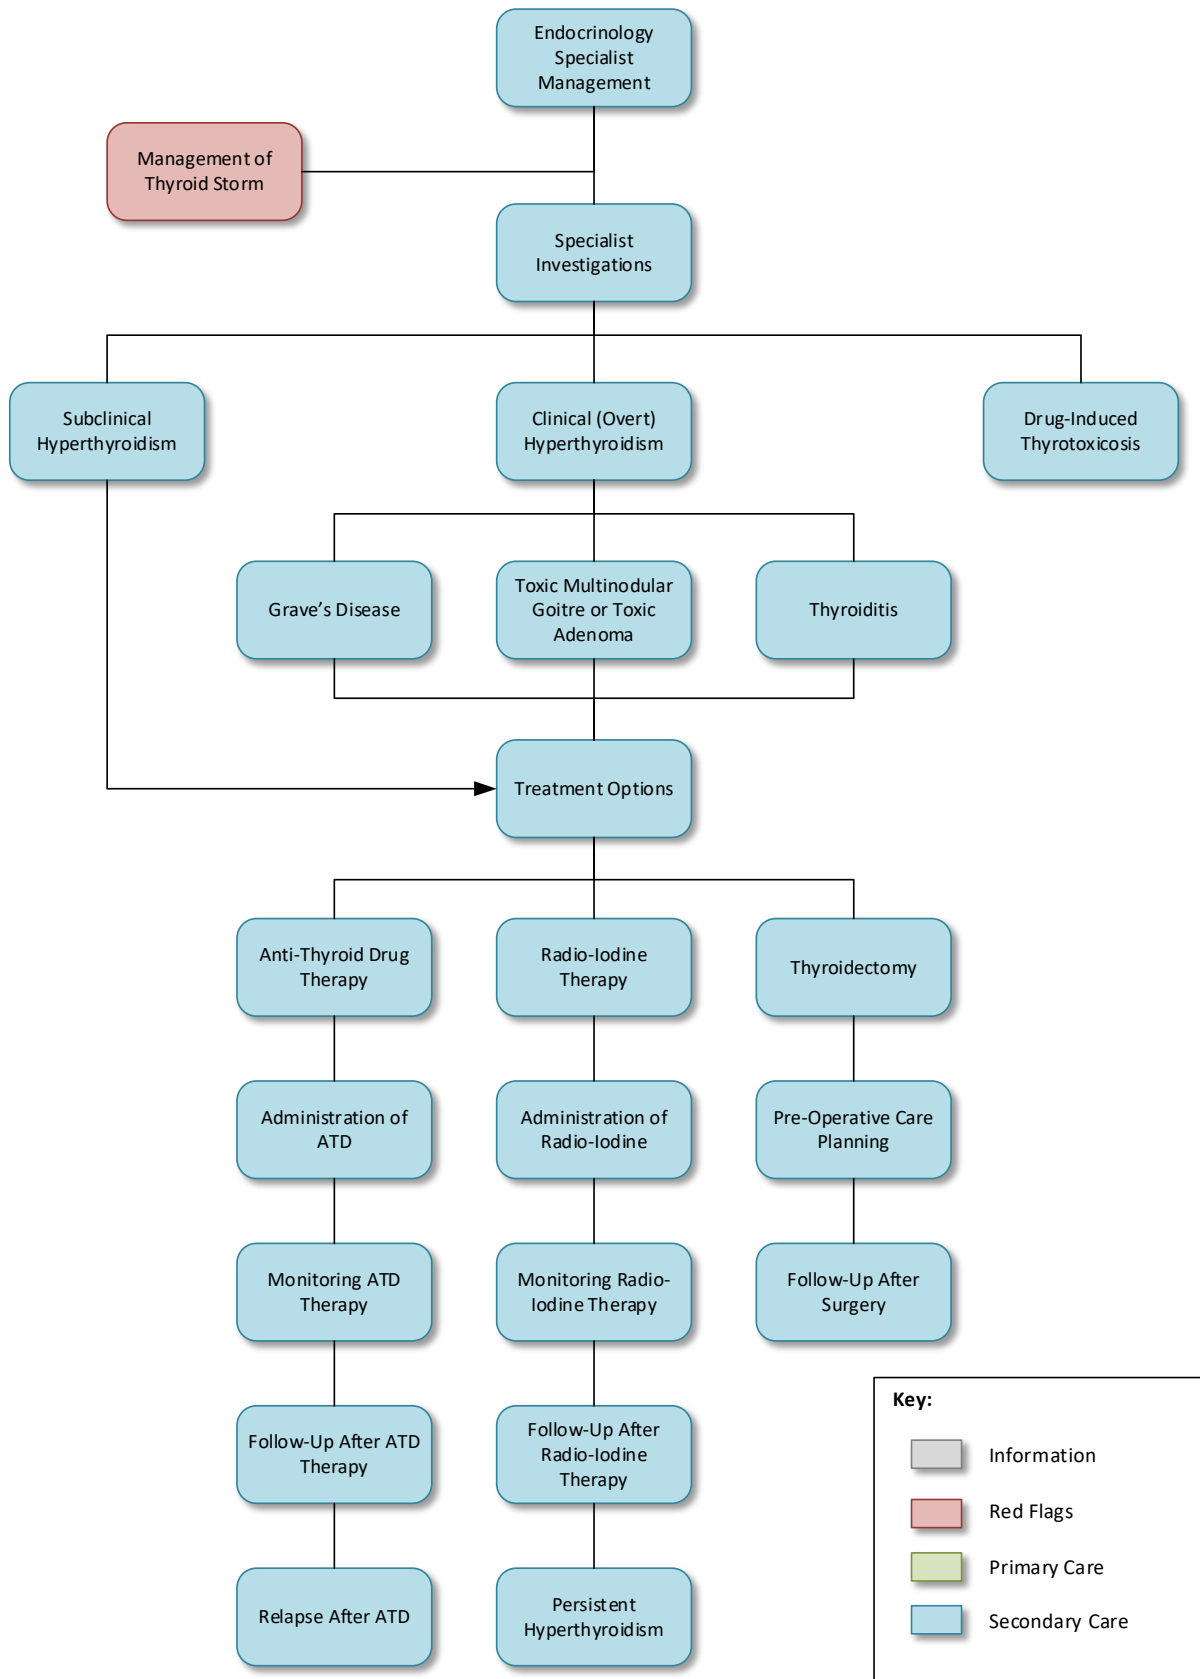 Endocrinology
Specialist
Management
Management of
Thyroid Storm
Specialist
Investigations
Subclinical
Hyperthyroidism
Clinical (Overt)
Hyperthyroidism
Drug-Induced
Thyrotoxicosis
Grave's Disease
Toxic Multinodular
Goitre or Toxic
Adenoma
Thyroiditis
Treatment Options
Anti-Thyroid Drug
Therapy
Radio-Iodine
Therapy
Thyroidectomy
Administration of
ATD
Administration of
Radio-Iodine
Pre-Operative Care
Planning
Monitoring ATD
Therapy
Monitoring Radio-
Iodine Therapy
Follow-Up After
Surgery
Follow-Up After ATD
Therapy
Follow-Up After
Radio-Iodine
Therapy
Relapse After ATD
Persistent
Hyperthyroidism
Key:
Information
Red Flags
Primary Care
Secondary Care